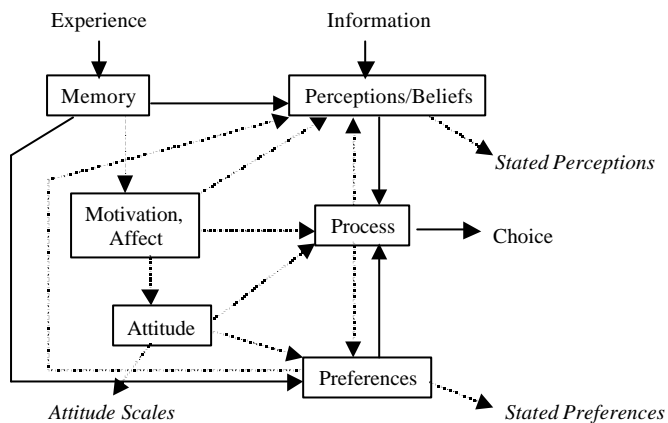 Experience
Information
Memory
Perceptions/Beliefs
Stated Perceptions
Motivation,
Affect
Process
Choice
Attitude
Preferences
Attitude Scales
Stated Preferences